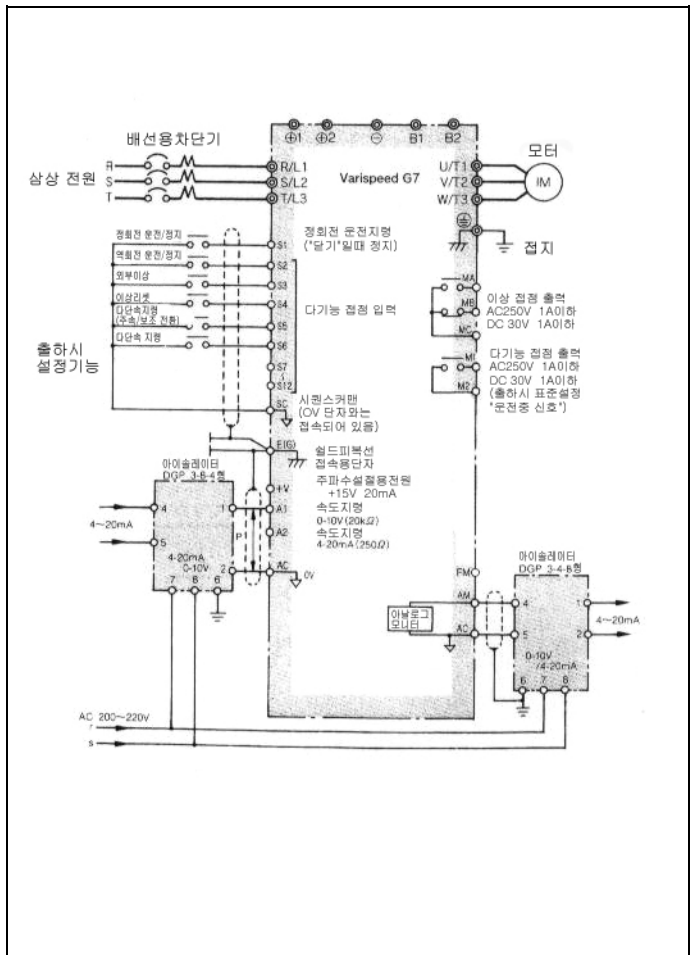 ⊕1 ⊕2 ⊖ B1 B2
배선용차단기
모터
삼상 전원
R
S
T
R/L1
S/L2
T/L3
Varispeed G7
U/T1
V/T2
W/T3
IM
접지
정회전 운전/정지
역회전 운전/정지
외부이상
이상리셋
다단속지령
(주속/보조 전환)
다단속 지령
출하시
설정기능
S1
S2
S3
S4
S5
S6
S7
S12
SC
E(G)
정회전 운전지령
("닫기"일때 정지)
다기능 접점 입력
시퀀스커맨
(OV 단자와는
접속되어 있음)
쉴드피복선
접속용단자
주파수설절용전원
+15V 20mA
속도지령
0-10V(20kΩ)
속도지령
4-20mA(250Ω)
+V
A1
A2
AC
0V
P
MA
MB
MC
이상 접점 출력
AC250V 1A이하
DC 30V 1A이하
M1
M2
다기능 접점 출력
AC250V 1A이하
DC 30V 1A이하
(출하시 표준설정
"운전중 신호")
아이솔레이터
DGP 3-8-4형
4~20mA
4
5
1
2
4-20mA
0-10V
7 8 6
FM
AM
AC
아날로그
모니터
아이솔레이터
DGP 3-4-8형
4
5
1
2
4~20mA
0-10V
/4-20mA
6 7 8
AC 200~220V
r
s